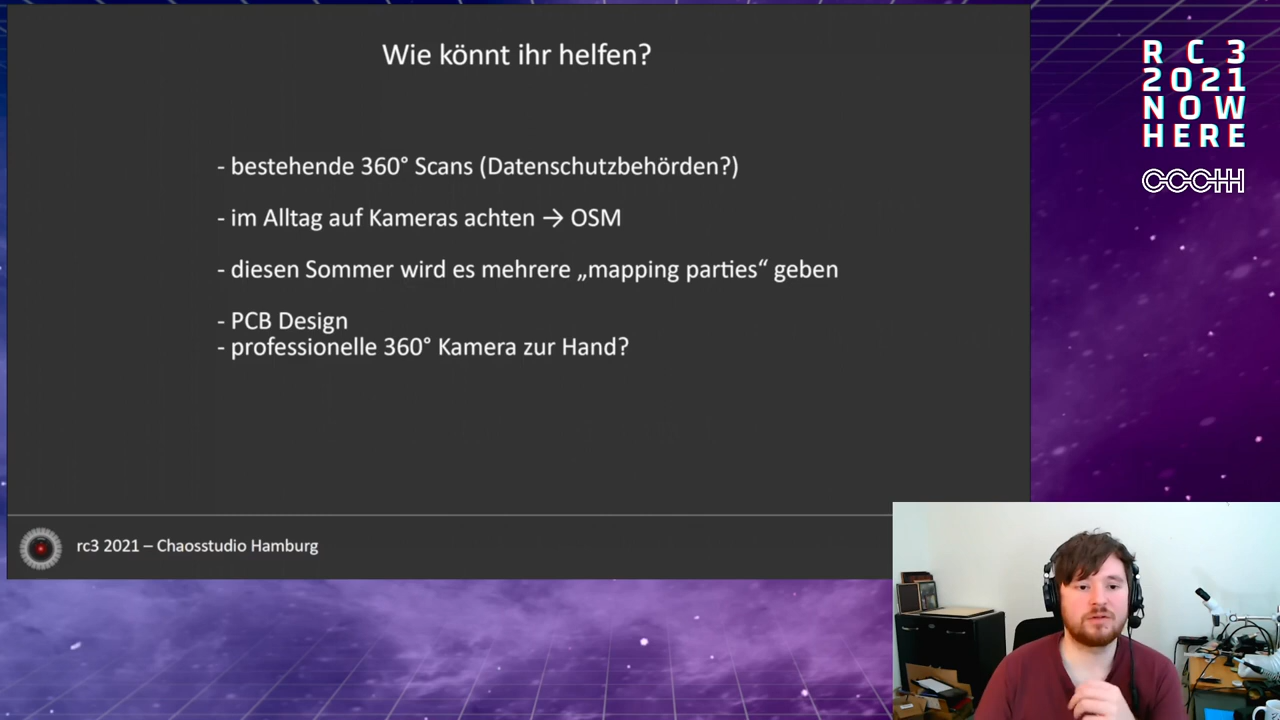 Wie könnt ihr helfen?
- bestehende 360° Scans (Datenschutzbehörden?)
- im Alltag auf Kameras achten → OSM
- diesen Sommer wird es mehrere „mapping parties“ geben
- PCB Design
- professionelle 360° Kamera zur Hand?
rc3 2021 – Chaosstudio Hamburg
R C 3
2021
NOW
HERE
CCCHH